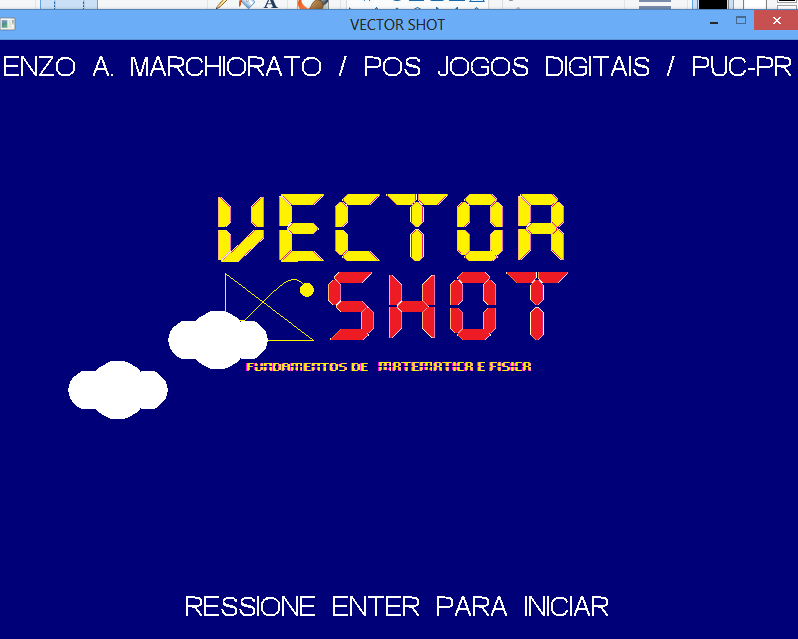 VECTOR SHOT
ENZO A. MARCHIORATO / POS JOGOS DIGITAIS / PUC-PR
VECTOR
SHOT
FUNDAMENTOS DE MATEMATICA E FISICA
RESSIONE ENTER PARA INICIAR